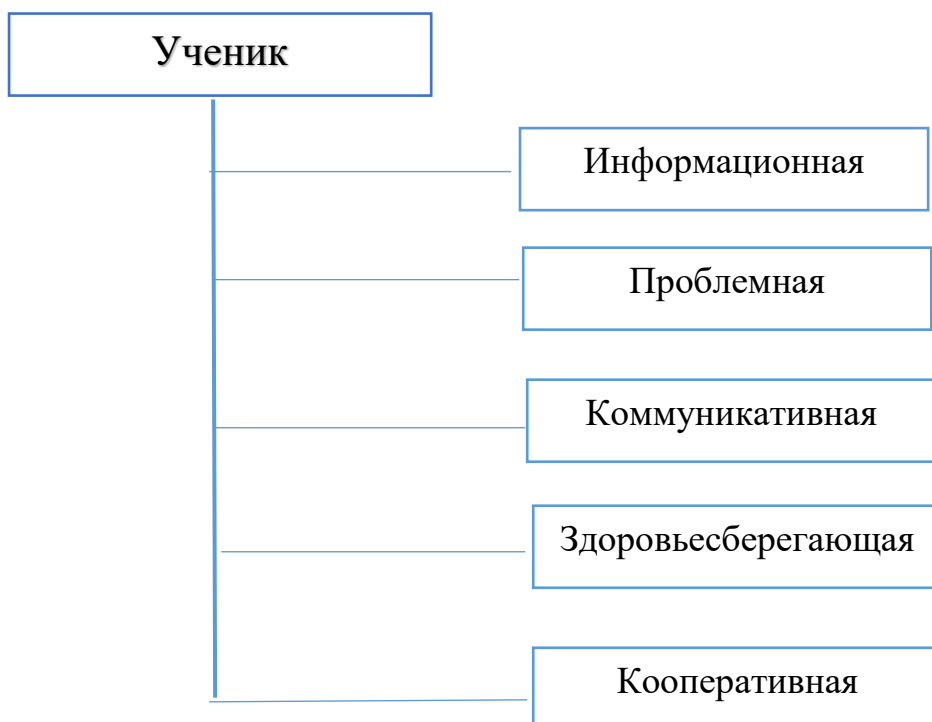 Ученик
Информационная
Проблемная
Коммуникативная
Здоровьесберегающая
Кооперативная